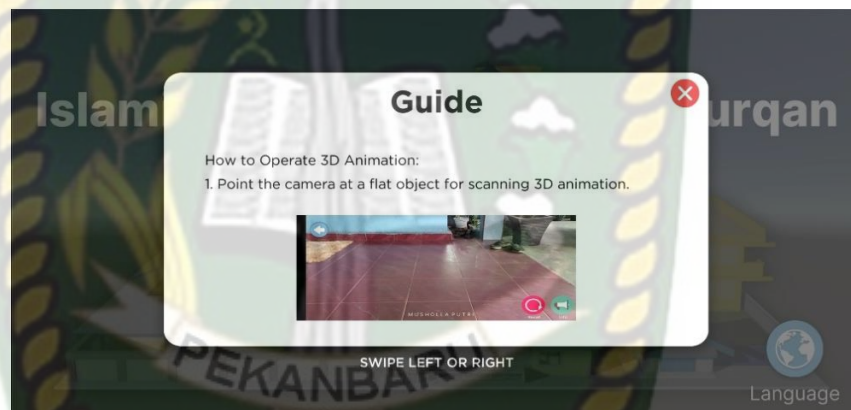 Islam
urqan
Guide
How to Operate 3D Animation:
1. Point the camera at a flat object for scanning 3D animation.
MUSHOLLA PUTRI
SWIPE LEFT OR RIGHT
PEKANBARU
Language